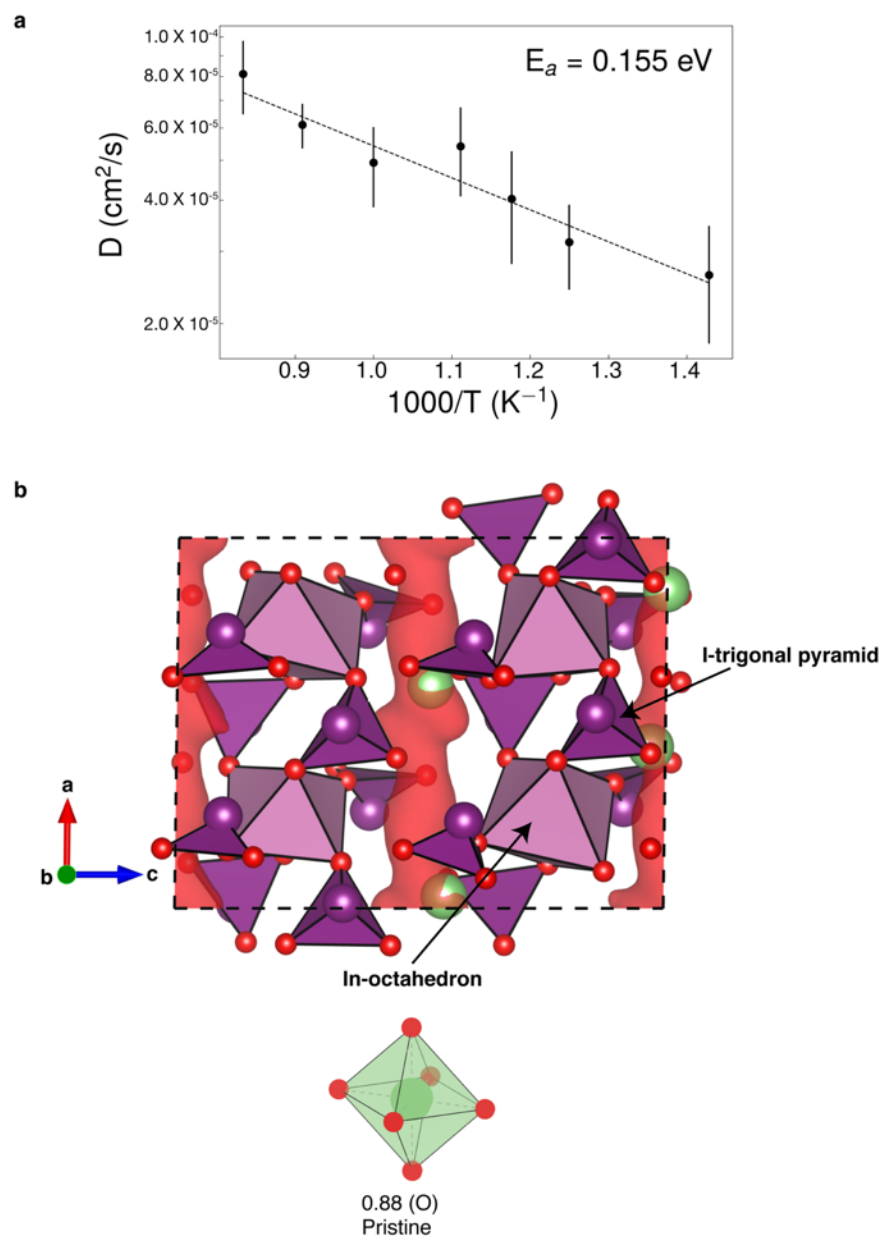 a
E_a = 0.155 eV
1.0 X 10⁻⁴
8.0 X 10⁻⁵
6.0 X 10⁻⁵
4.0 X 10⁻⁵
2.0 X 10⁻⁵
D (cm²/s)
0.9 1.0 1.1 1.2 1.3 1.4
1000/T (K⁻¹)
b
I-trigonal pyramid
a
b
c
In-octahedron
0.88 (O)
Pristine